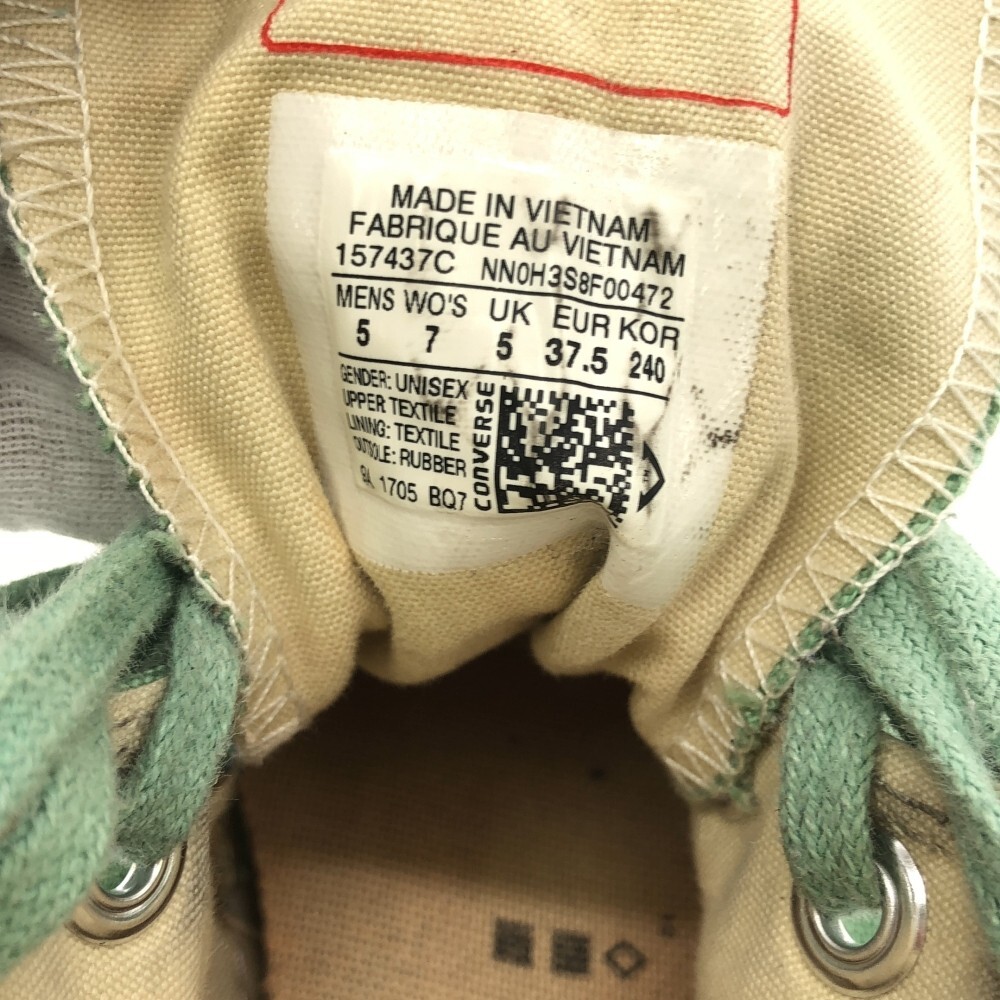 MADE IN VIETNAM
FABRIQUE AU VIETNAM
157437C NN0H3S8F00472
MENS WO'S UK EUR KOR
5 7 5 37.5 240
GENDER: UNISEX
UPPER TEXTILE
LINING: TEXTILE
OUTSOLE: RUBBER
9A 1705 BQ7
CONVERSE